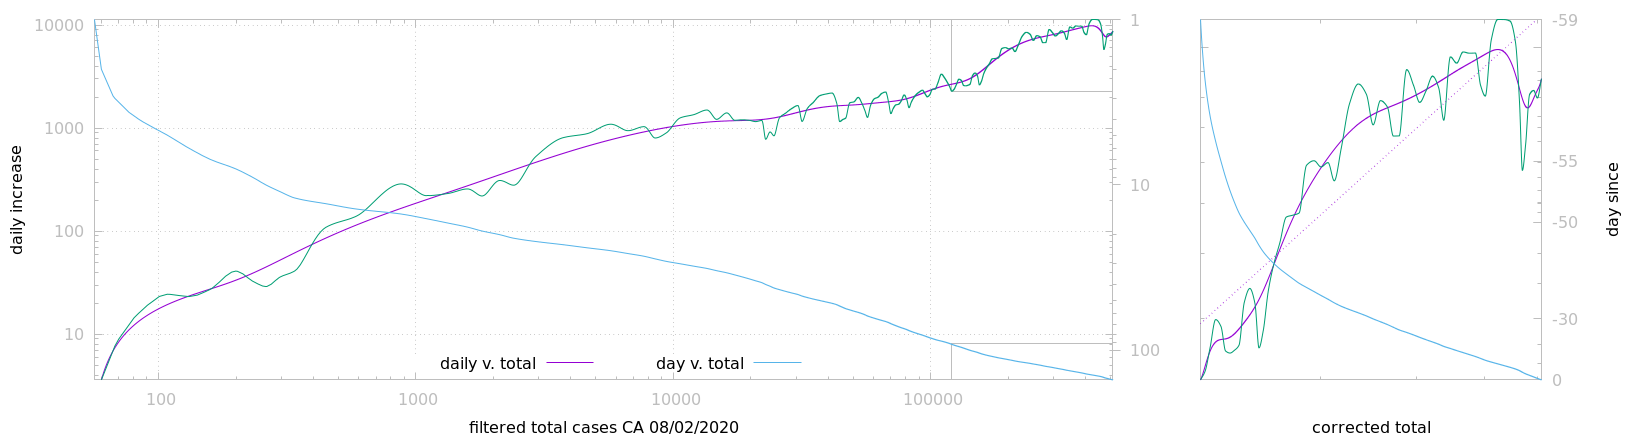 10000
1000
100
10
daily increase
100
1000
10000
100000
filtered total cases CA 08/02/2020
daily v. total
day v. total
1
10
100
-59
-55
-50
-30
0
day since
corrected total